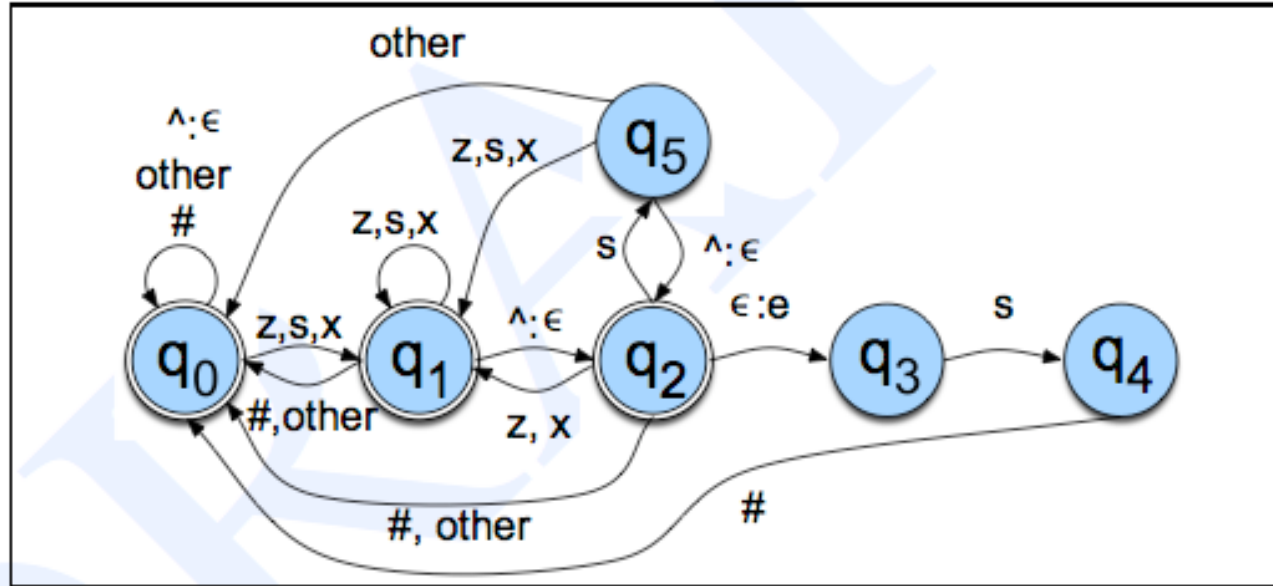 other
^:ϵ
other
#
z,s,x
q5
z,s,x
s
^:ϵ
z,s,x
^:ϵ
ϵ:e
s
q0
q1
q2
q3
q4
#,other
z, x
#, other
#